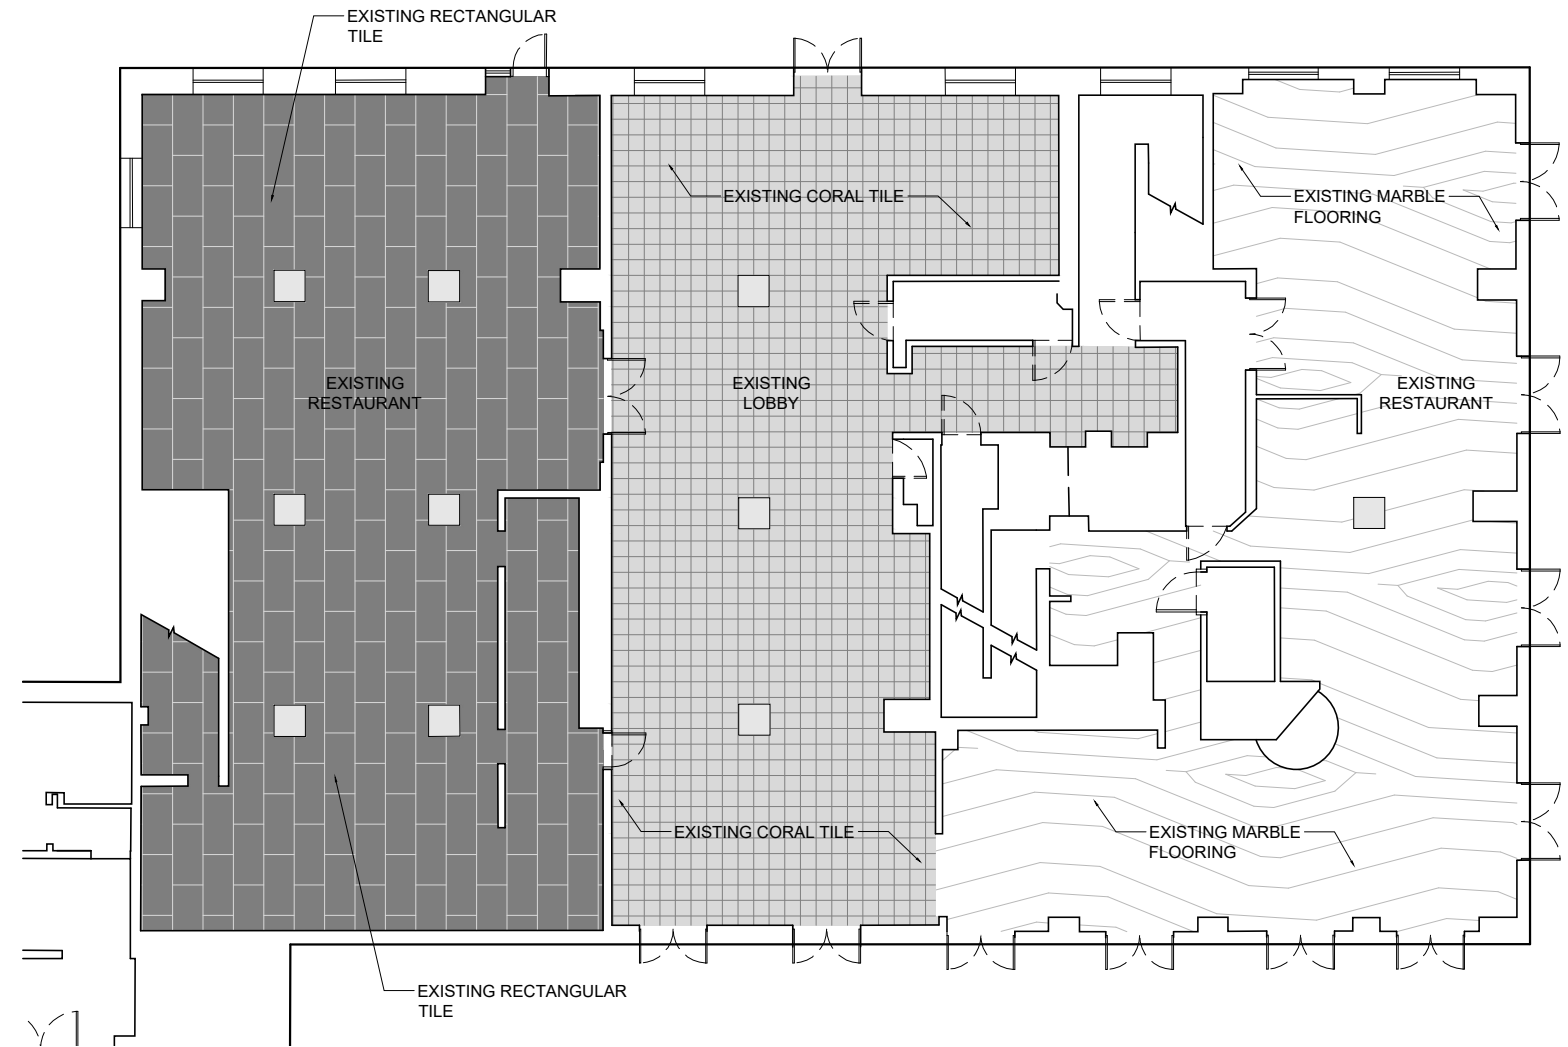 EXISTING RECTANGULAR
TILE
EXISTING CORAL TILE
EXISTING MARBLE
FLOORING
EXISTING
RESTAURANT
EXISTING
LOBBY
EXISTING
RESTAURANT
EXISTING CORAL TILE
EXISTING MARBLE
FLOORING
EXISTING RECTANGULAR
TILE